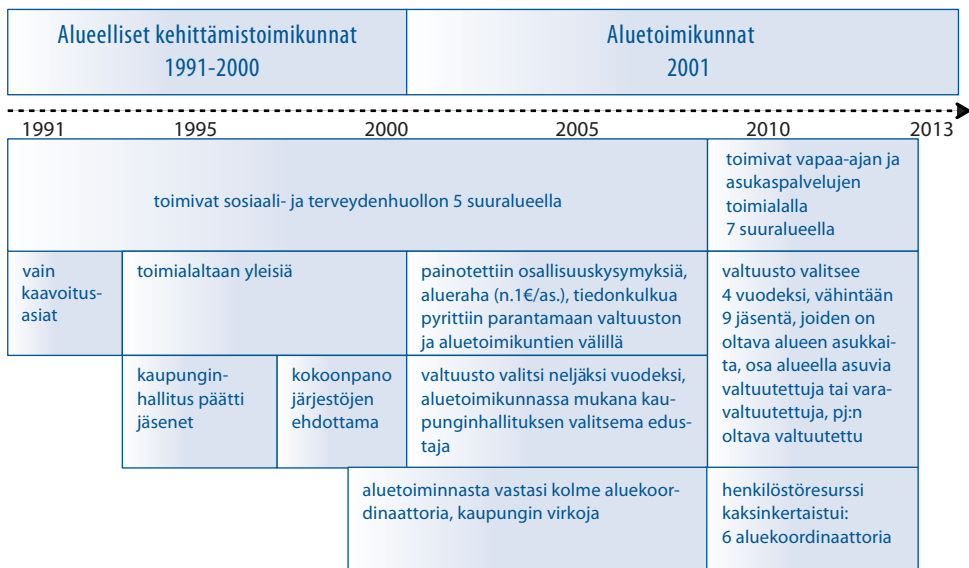 Alueelliset kehittämistoimikunnat
1991-2000
Aluetoimikunnat
2001
1991 1995 2000 2005 2010 2013
toimivat sosiaali- ja terveydenhuollon 5 suuralueella
toimivat vapaa-ajan ja
asukaspalvelujen
toimialalla
7 suuralueella
vain
kaavoitus-
asiat
toimialaltaan yleisiä
painotettiin osallisuuskysymyksiä,
alueraha (n.1€/as.), tiedonkulkua
pyrittiin parantamaan valtuuston
ja aluetoimikuntien välillä
valtuusto valitsee
4 vuodeksi, vähintään
9 jäsentä, joiden on
oltava alueen asukkai-
ta, osa alueella asuvia
valtuutettuja tai vara-
valtuutettuja, pj:n
oltava valtuutettu
kaupungin-
hallitus päätti
jäsenet
kokoonpano
järjestöjen
ehdottama
valtuusto valitsi neljäksi vuodeksi,
aluetoimikunnassa mukana kau-
punginhallituksen valitsema edus-
taja
aluetoiminnasta vastasi kolme aluekoor-
dinaattoria, kaupungin virkoja
henkilöstöresurssi
kaksinkertaistui:
6 aluekoordinaattoria